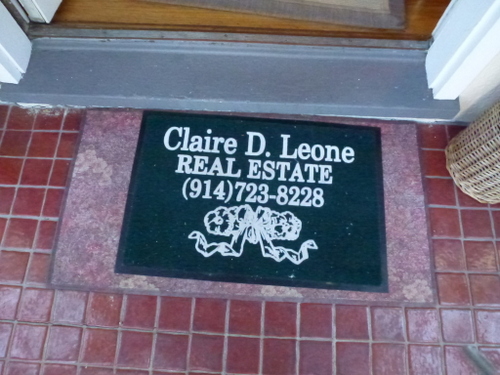 Claire D. Leone
REAL ESTATE
(914)723-8228